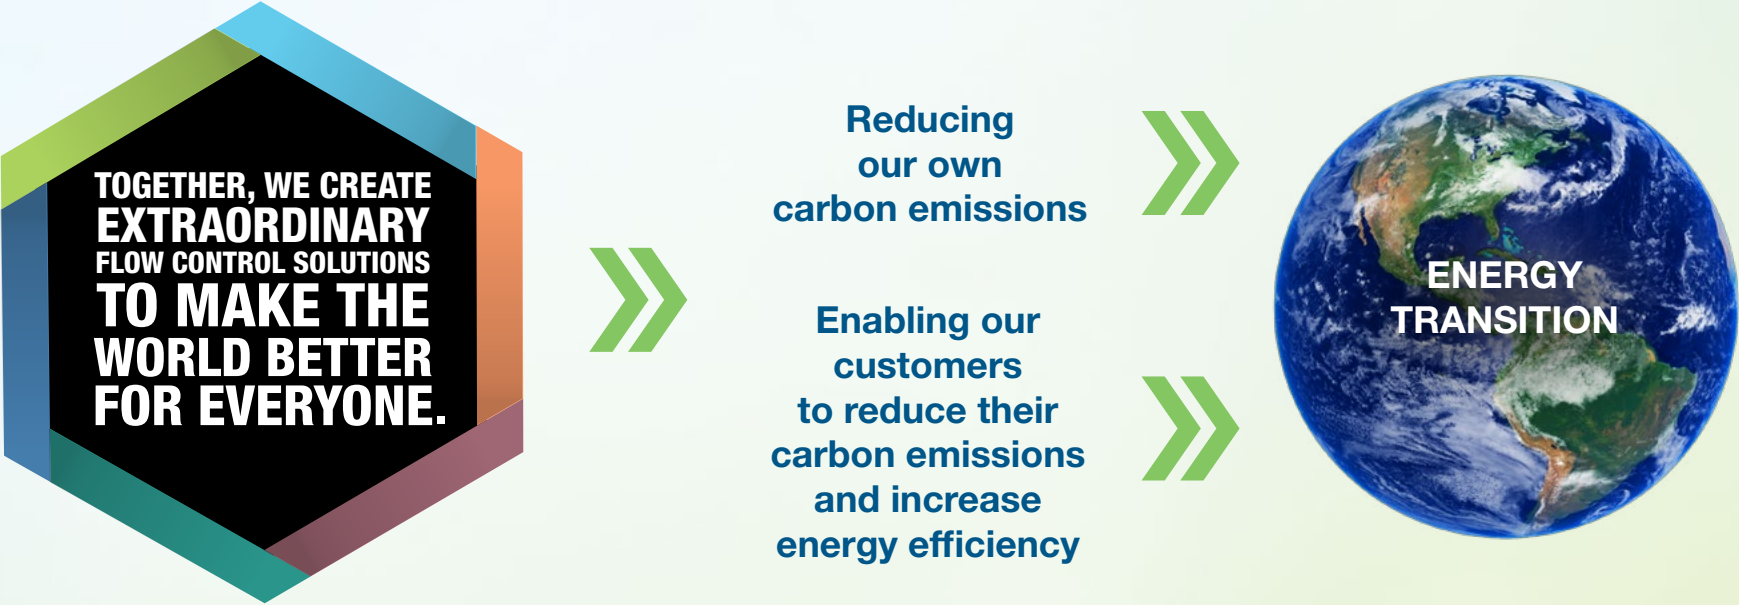 TOGETHER, WE CREATE
EXTRAORDINARY
FLOW CONTROL SOLUTIONS
TO MAKE THE
WORLD BETTER
FOR EVERYONE.
Reducing
our own
carbon emissions
Enabling our
customers
to reduce their
carbon emissions
and increase
energy efficiency
ENERGY
TRANSITION